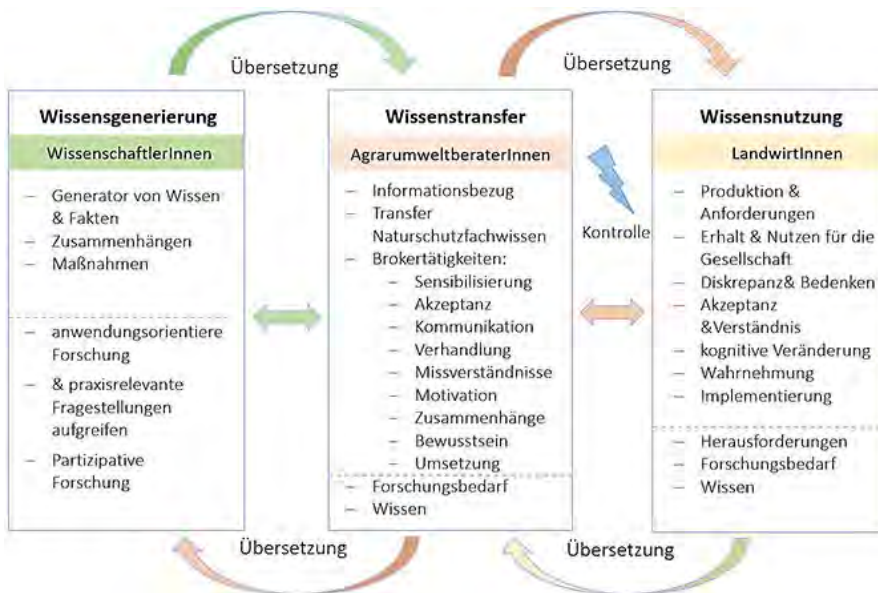 Übersetzung
Übersetzung
Wissensgenerierung
WissenschaftlerInnen
– Generator von Wissen
& Fakten
– Zusammenhängen
– Maßnahmen
– anwendungsorientiere
Forschung
– & praxisrelevante
Fragestellungen
aufgreifen
– Partizipative
Forschung
Wissenstransfer
AgrarumweltberaterInnen
– Informationsbezug
– Transfer
Naturschutzfachwissen
– Brokertätigkeiten:
– Sensibilisierung
– Akzeptanz
– Kommunikation
– Verhandlung
– Missverständnisse
– Motivation
– Zusammenhänge
– Bewusstsein
– Umsetzung
– Forschungsbedarf
– Wissen
Kontrolle
Wissensnutzung
LandwirtInnen
– Produktion &
Anforderungen
– Erhalt & Nutzen für die
Gesellschaft
– Diskrepanz& Bedenken
– Akzeptanz
&Verständnis
– kognitive Veränderung
– Wahrnehmung
– Implementierung
– Herausforderungen
– Forschungsbedarf
– Wissen
Übersetzung
Übersetzung